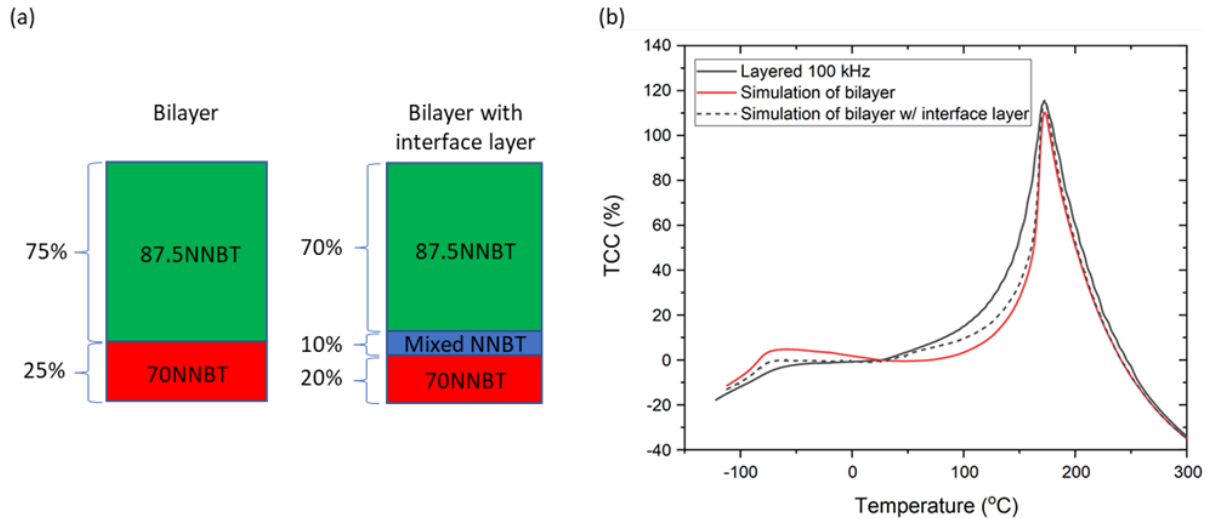 (a)
Bilayer
Bilayer with
interface layer
75%
87.5NNBT
25%
70NNBT
70%
87.5NNBT
10%
Mixed NNBT
20%
70NNBT
(b)
TCC (%)
140
120
100
80
60
40
20
0
-20
-40
Layered 100 kHz
Simulation of bilayer
Simulation of bilayer w/ interface layer
-100
0
100
200
300
Temperature (°C)